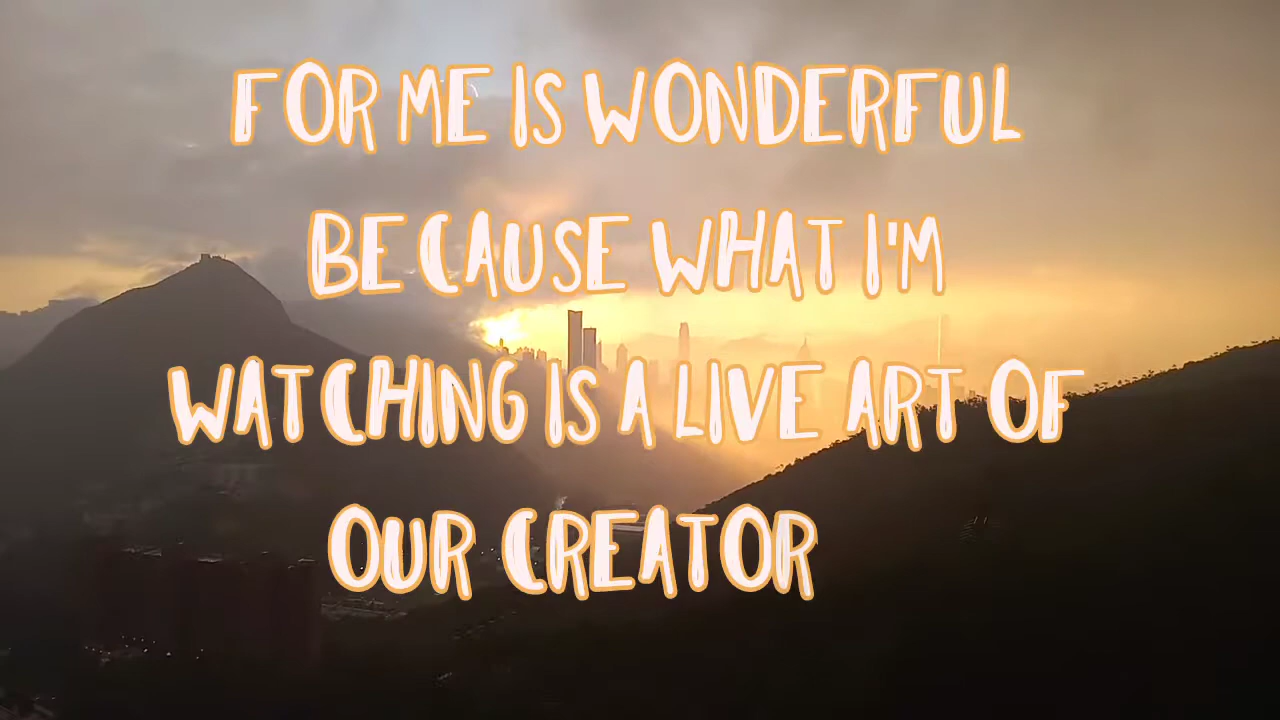 FOR ME IS WONDERFUL
BECAUSE WHAT I'M
WATCHING IS A LIVE ART OF
OUR CREATOR